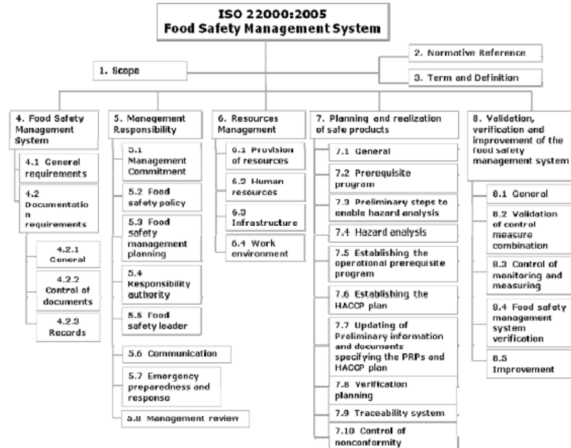 ISO 22000:2005
Food Safety Management System
1. Scope
2. Normative Reference
3. Term and Definition
4. Food Safety
Management
System
4.1 General
requirements
4.2
Documentatio
n
requirements
4.2.1
General
4.2.2
Control of
documents
4.2.3
Records
5. Management
Responsibility
5.1
Management
Commitment
5.2 Food
safety policy
5.3 Food
safety
management
planning
5.4
Responsibility
authority
5.5 Food
safety leader
5.6 Communication
5.7 Emergency
preparedness and
response
5.8 Management review
6. Resources
Management
6.1 Provision
of resources
6.2 Human
resources
6.3
Infrastructure
6.4 Work
environment
7. Planning and realization
of safe products
7.1 General
7.2 Prerequisite
program
7.3 Preliminary steps to
enable hazard analysis
7.4 Hazard analysis
7.5 Establishing the
operational prerequisite
program
7.6 Establishing the
HACCP plan
7.7 Updating of
Preliminary information
and documents
specifying the PRPs and
HACCP plan
7.8 Verification
planning
7.9 Traceability system
7.10 Control of
nonconformity
8. Validation,
verification and
improvement of the
food safety
management system
8.1 General
8.2 Validation
of control
measure
combination
8.3 Control of
monitoring and
measuring
8.4 Food safety
management
system
verification
8.5
Improvement